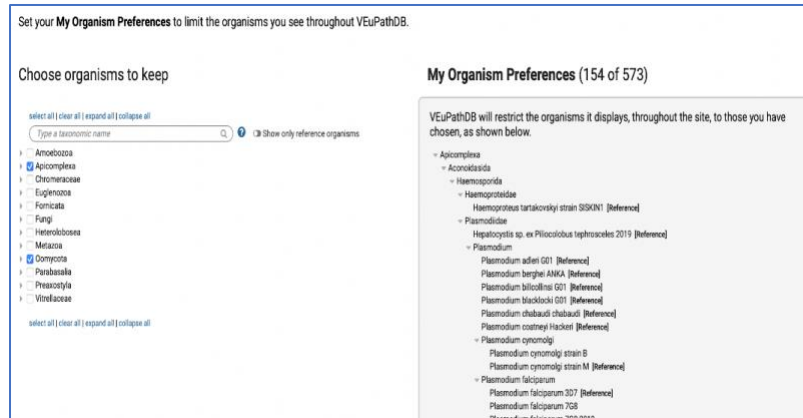 Set your My Organism Preferences to limit the organisms you see throughout VEuPathDB.
Choose organisms to keep
select all | clear all | expand all | collapse all
Type a taxonomic name
Show only reference organisms
Amoebozoa
Apicomplexa
Chromeraceae
Euglenozoa
Fornicata
Fungi
Heterolobosea
Metazoa
Oomycota
Parabasalia
Preaxostyla
Vitrellaceae
select all | clear all | expand all | collapse all
My Organism Preferences (154 of 573)
VEuPathDB will restrict the organisms it displays, throughout the site, to those you have
chosen, as shown below.
Apicomplexa
Aconoidasida
Haemosporida
Haemoproteidae
Haemoproteus tartakovskyi strain SISKIN1 [Reference]
Plasmodiidae
Hepatocystis sp. ex Piliocolobus tephrosceles 2019 [Reference]
Plasmodium
Plasmodium adleri G01 [Reference]
Plasmodium berghei ANKA [Reference]
Plasmodium billcollinsi G01 [Reference]
Plasmodium blacklocki G01 [Reference]
Plasmodium chabaudi chabaudi [Reference]
Plasmodium coatneyi Hackeri [Reference]
Plasmodium cynomolgi
Plasmodium cynomolgi strain B
Plasmodium cynomolgi strain M [Reference]
Plasmodium falciparum
Plasmodium falciparum 3D7 [Reference]
Plasmodium falciparum 7G8